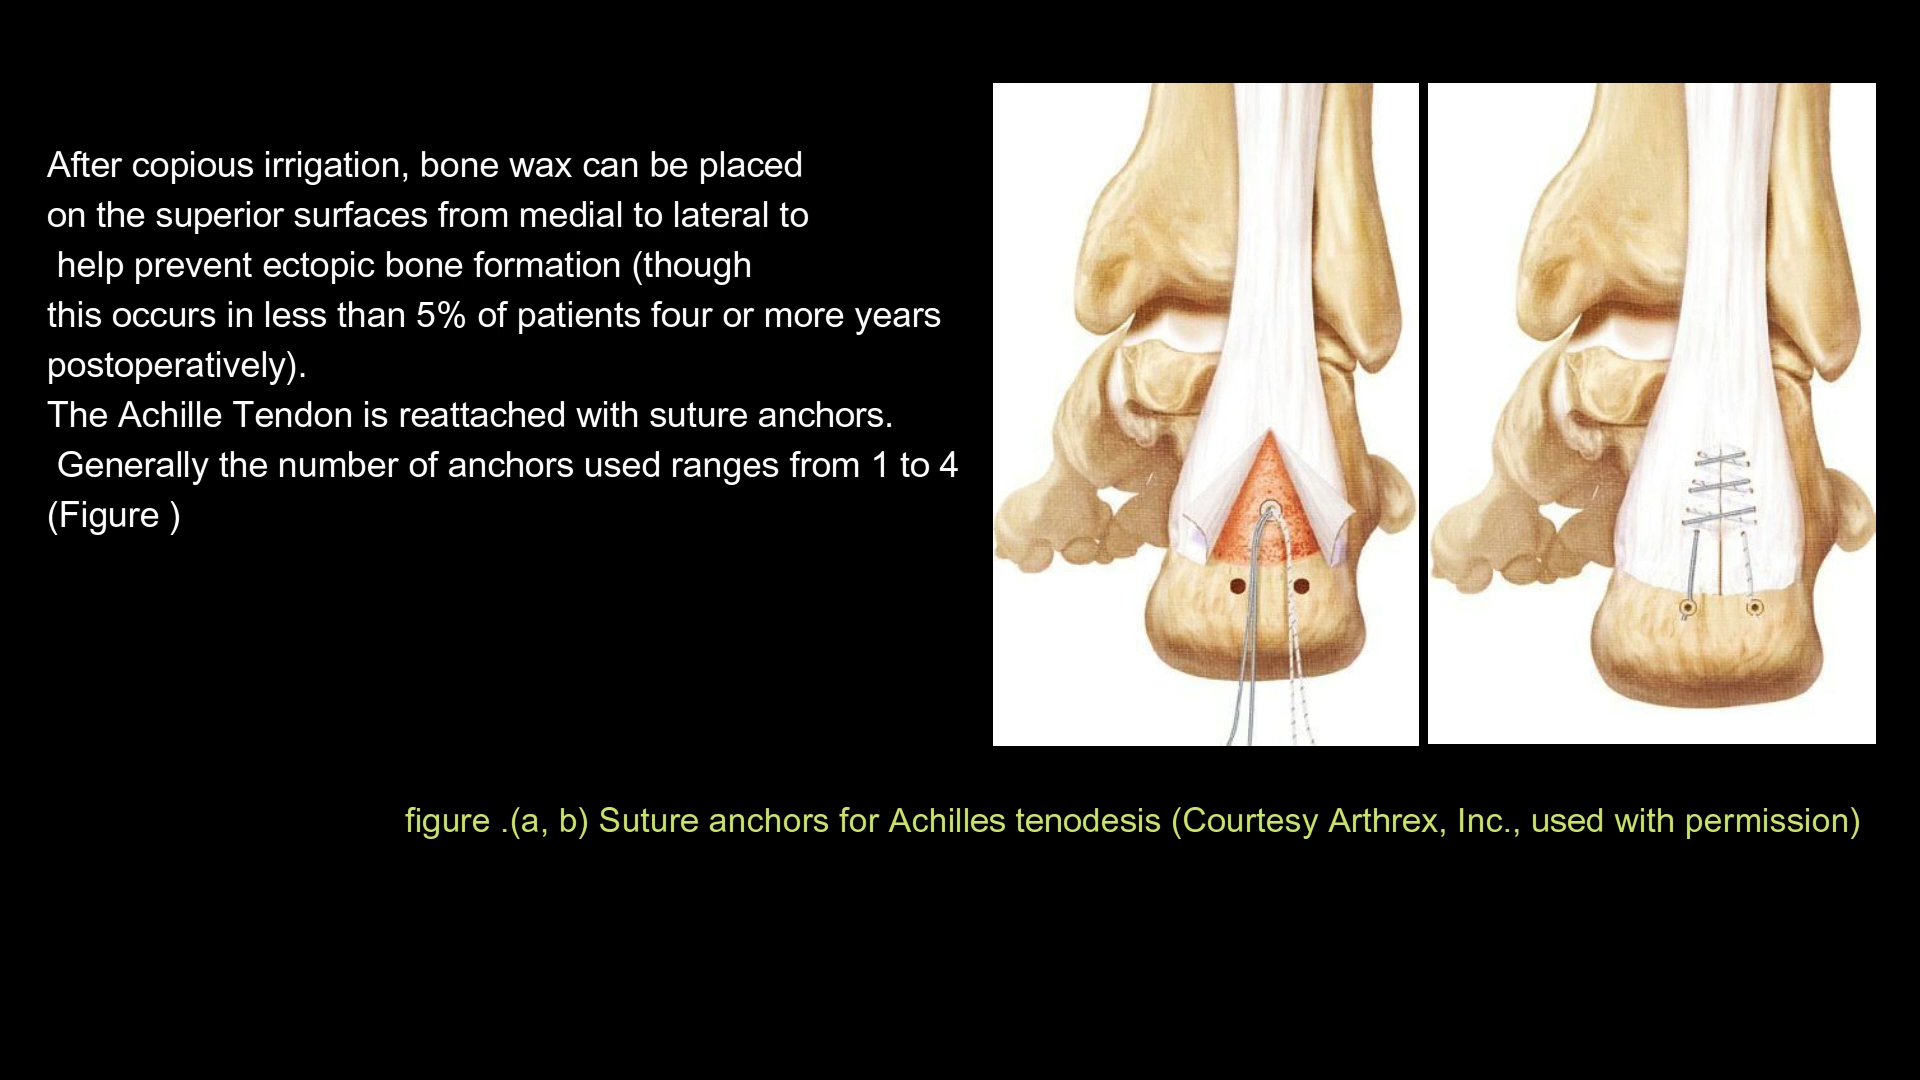 After copious irrigation, bone wax can be placed
on the superior surfaces from medial to lateral to
help prevent ectopic bone formation (though
this occurs in less than 5% of patients four or more years
postoperatively).
The Achille Tendon is reattached with suture anchors.
Generally the number of anchors used ranges from 1 to 4
(Figure )
figure .(a, b) Suture anchors for Achilles tenodesis (Courtesy Arthrex, Inc., used with permission)